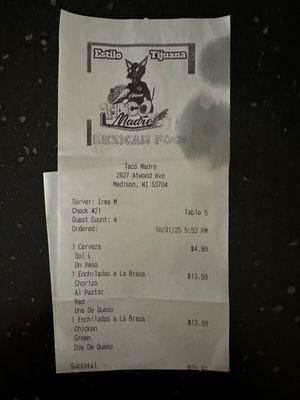 Estilo Tijuana
Taco
Madre
MEXICAN FOOD
Taco Madre
2827 Atwood Ave
Madison, WI 53704
Server: Irma M
Check #21 Table 5
Guest Count: 4
Ordered: 10/31/25 5:53 PM
1 Cerveza $4.99
Sol L
Un Vaso
1 Enchiladas a La Brasa $13.99
Chorizo
Al Pastor
Red
Una De Queso
1 Enchiladas a La Brasa $13.99
Chicken
Green
Dos De Queso
Subtotal